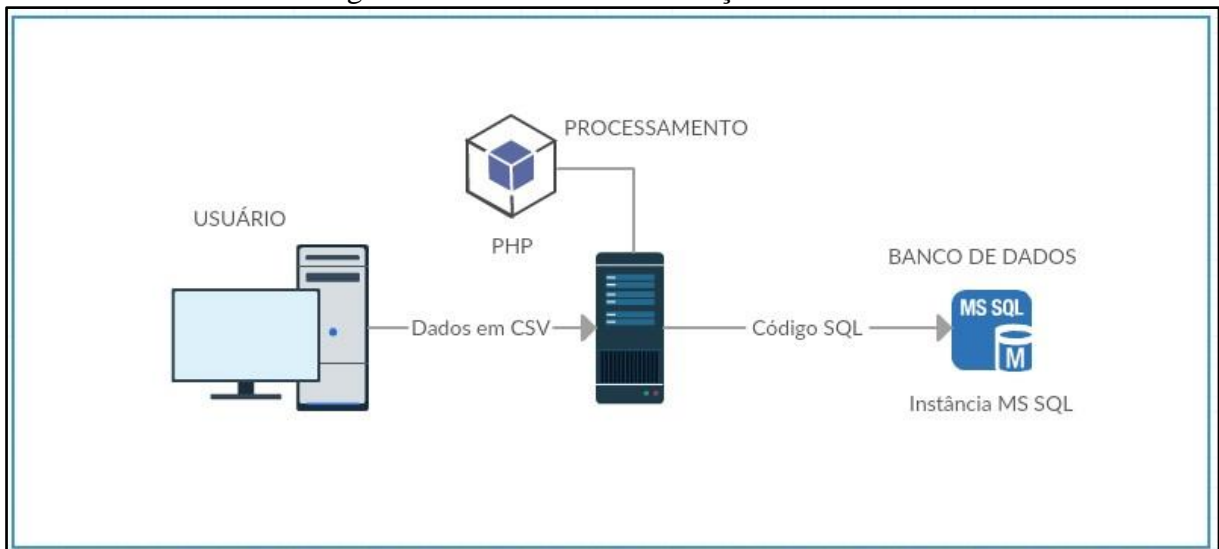 PROCESSAMENTO
USUÁRIO
PHP
BANCO DE DADOS
Dados em CSV
Código SQL
MS SQL
M
Instância MS SQL